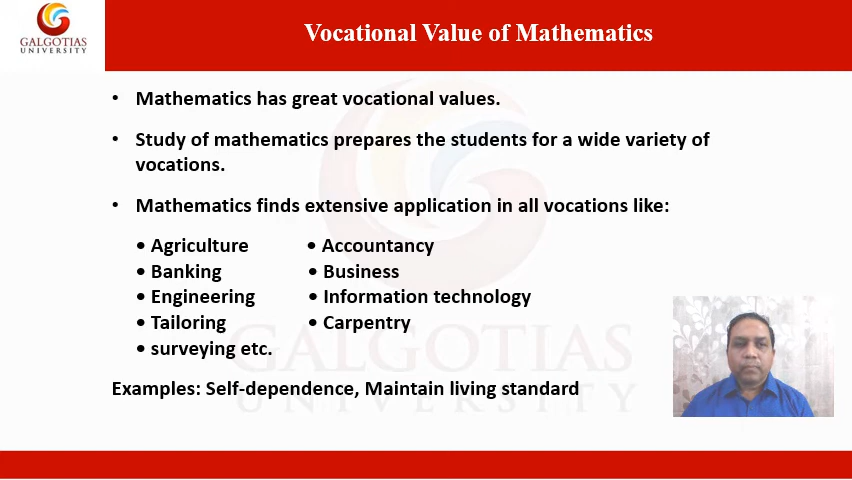 GALGOTIAS
UNIVERSITY
Vocational Value of Mathematics
• Mathematics has great vocational values.
• Study of mathematics prepares the students for a wide variety of
vocations.
• Mathematics finds extensive application in all vocations like:
• Agriculture • Accountancy
• Banking • Business
• Engineering • Information technology
• Tailoring • Carpentry
• surveying etc.
Examples: Self-dependence, Maintain living standard
GALGOTIAS
UNIVERSITY